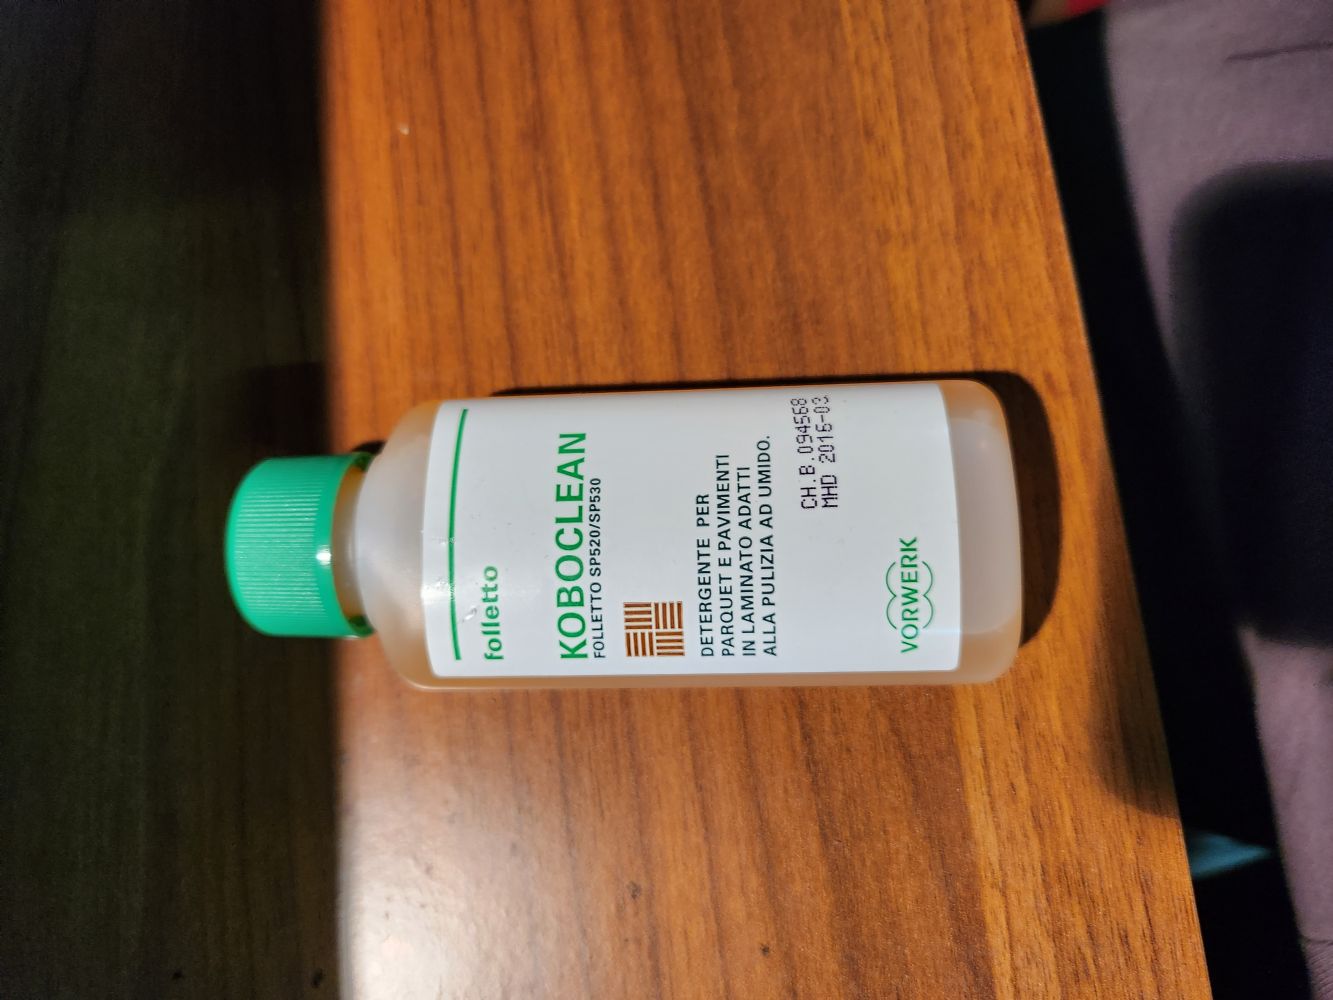 folletto
KOBOCLEAN
FOLLETTO SP520/SP530
DETERGENTE PER
PARQUET E PAVIMENTI
IN LAMINATO ADATTI
ALLA PULIZIA AD UMIDO.
CH.B.094568
MHD 2016-03
VORWERK